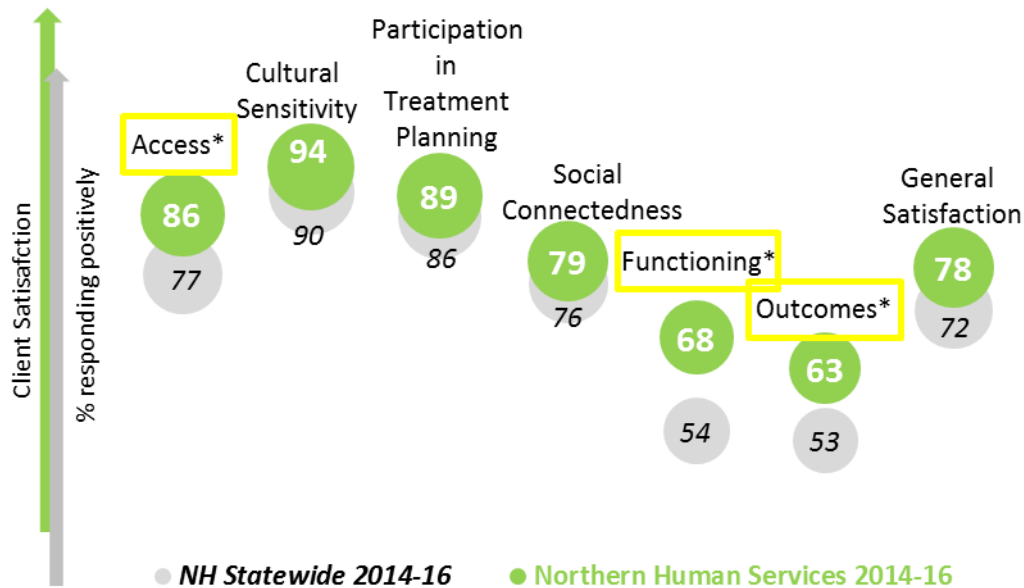 Client Satisafction
% responding positively
Access*
86
77
Cultural
Sensitivity
94
90
Participation
in
Treatment
Planning
89
86
Social
Connectedness
79
76
Functioning*
68
54
Outcomes*
63
53
General
Satisfaction
78
72
NH Statewide 2014-16
Northern Human Services 2014-16